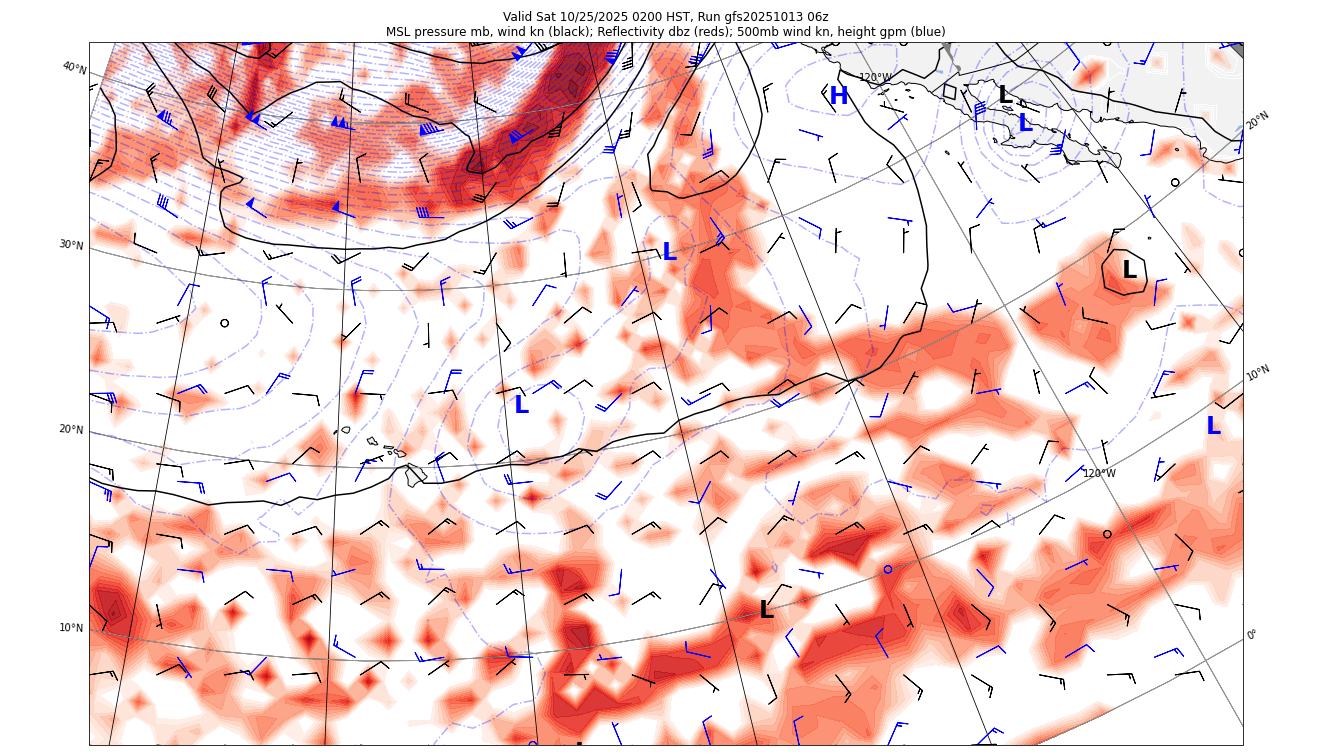 Valid Sat 10/25/2025 0200 HST, Run gfs20251013 06z
MSL pressure mb, wind kn (black); Reflectivity dbz (reds); 500mb wind kn, height gpm (blue)
40°N
120°W
H
L
L
20°N
30°N
L
L
10°N
L
20°N
L
120°W
L
10°N
0°